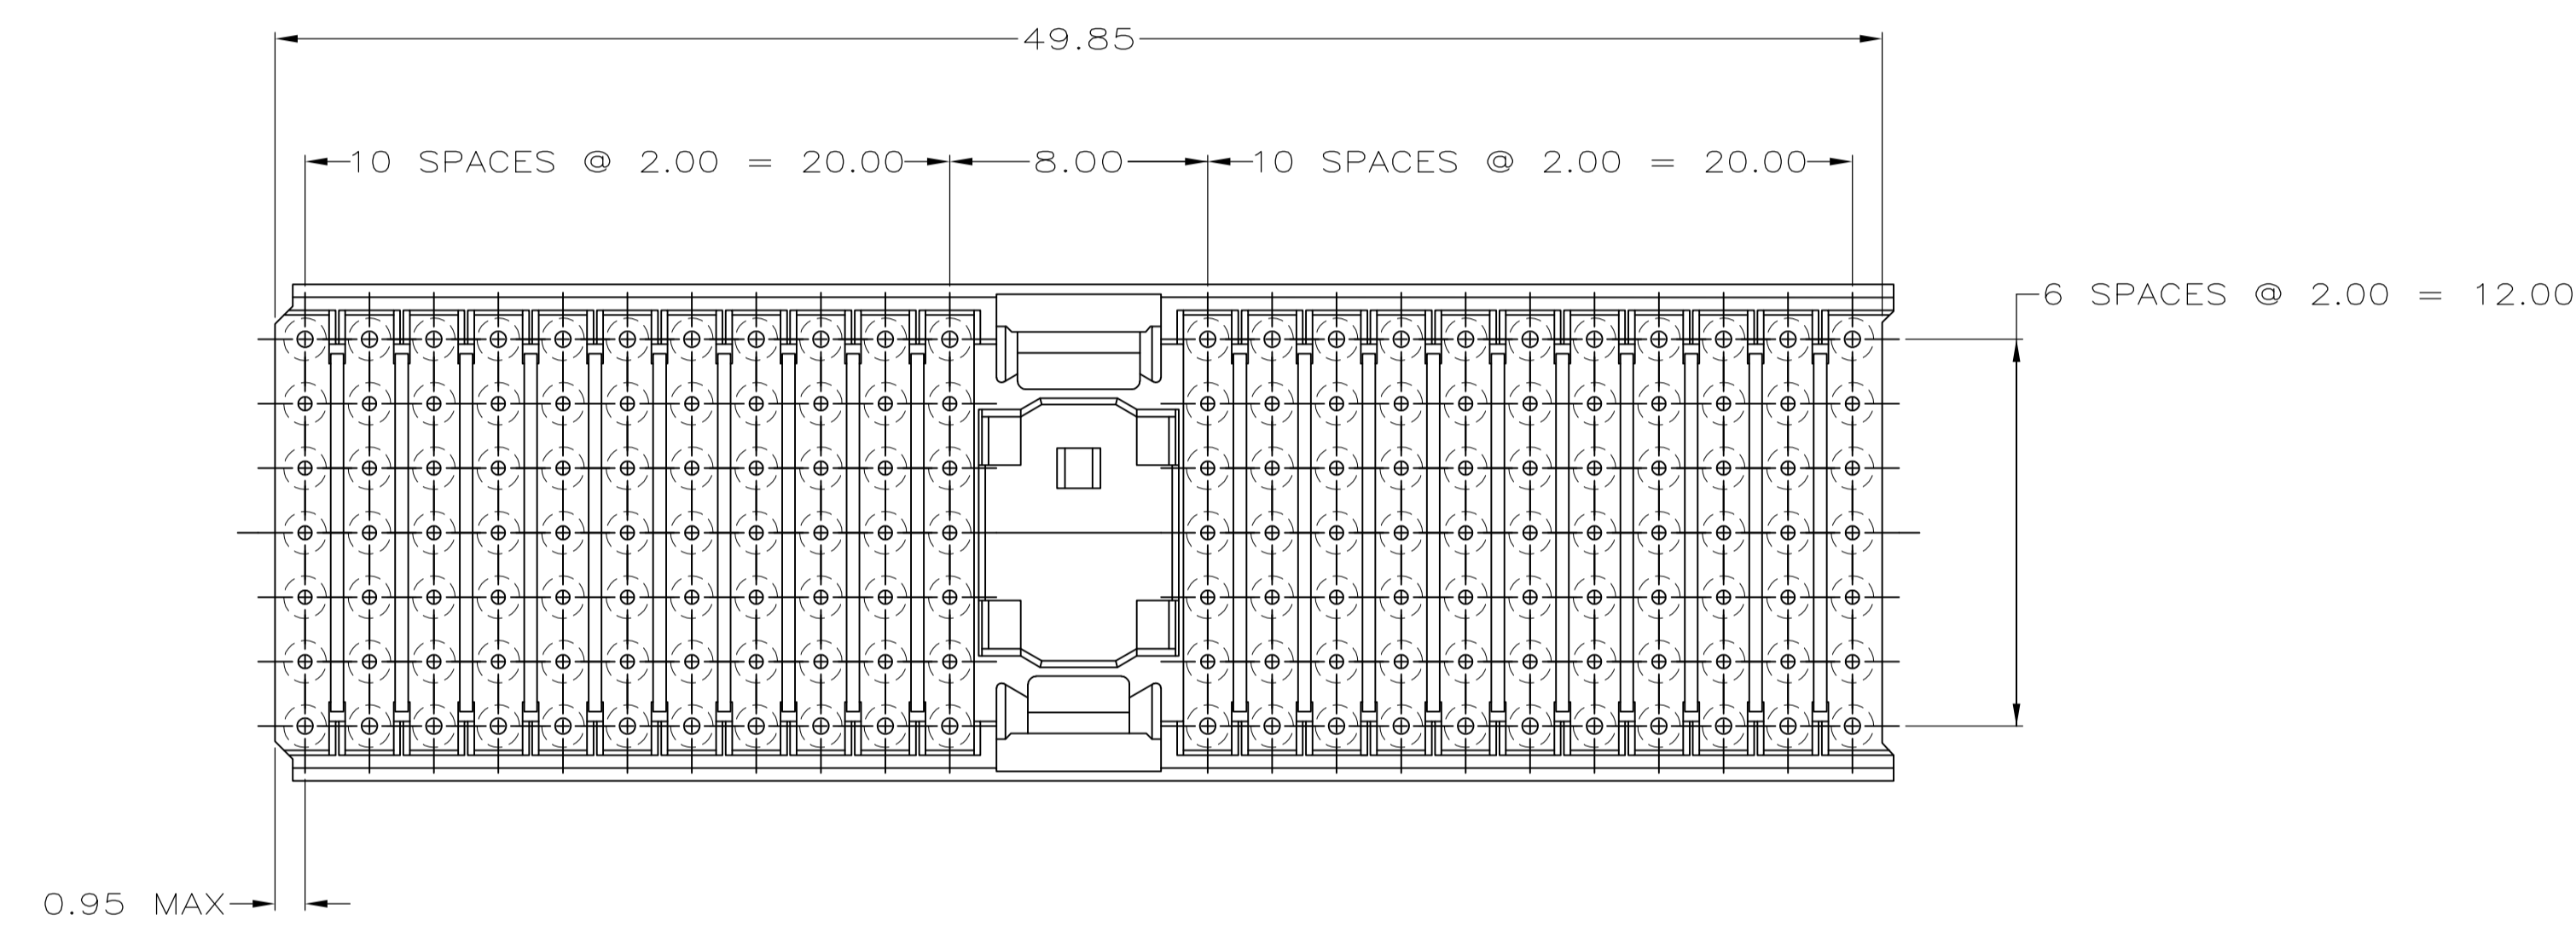 49.85
10 SPACES @ 2.00 = 20.00
8.00
10 SPACES @ 2.00 = 20.00
6 SPACES @ 2.00 = 12.00
0.95 MAX